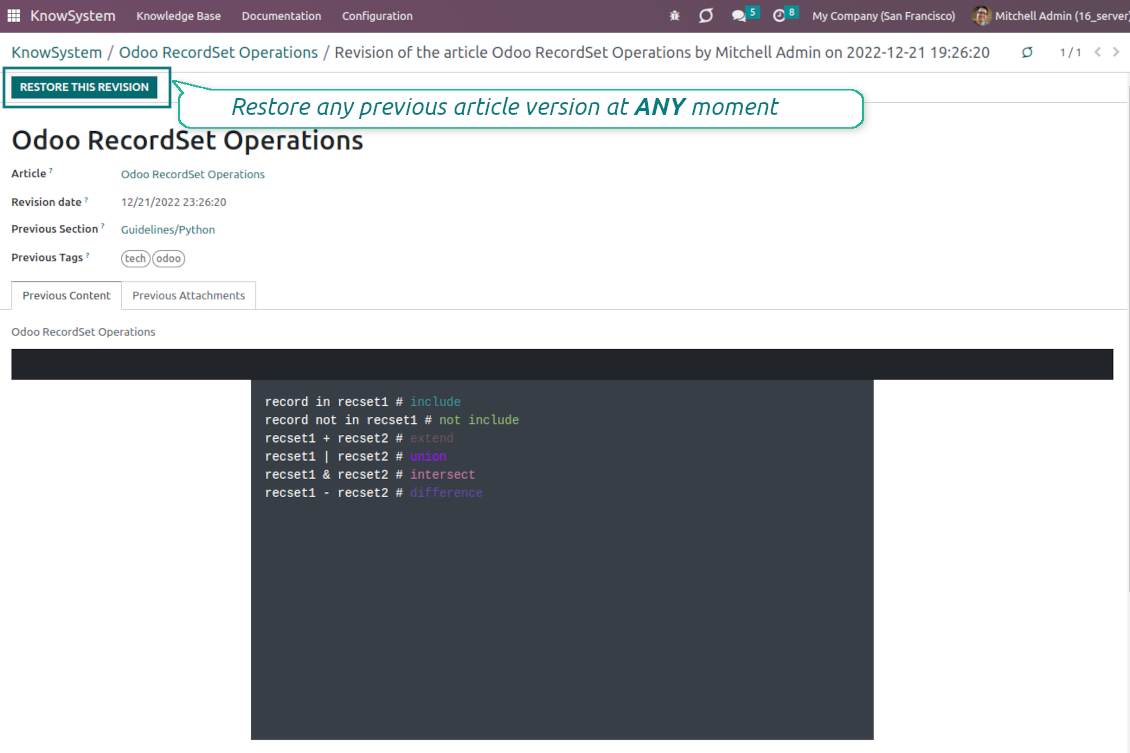 KnowSystem Knowledge Base Documentation Configuration 5 8 My Company (San Francisco) Mitchell Admin (16_server)
KnowSystem / Odoo RecordSet Operations / Revision of the article Odoo RecordSet Operations by Mitchell Admin on 2022-12-21 19:26:20 1 / 1
RESTORE THIS REVISION
Restore any previous article version at ANY moment
Odoo RecordSet Operations
Article ? Odoo RecordSet Operations
Revision date ? 12/21/2022 23:26:20
Previous Section ? Guidelines/Python
Previous Tags ? tech odoo
Previous Content Previous Attachments
Odoo RecordSet Operations
record in recset1 # include
record not in recset1 # not include
recset1 + recset2 # extend
recset1 | recset2 # union
recset1 & recset2 # intersect
recset1 - recset2 # difference